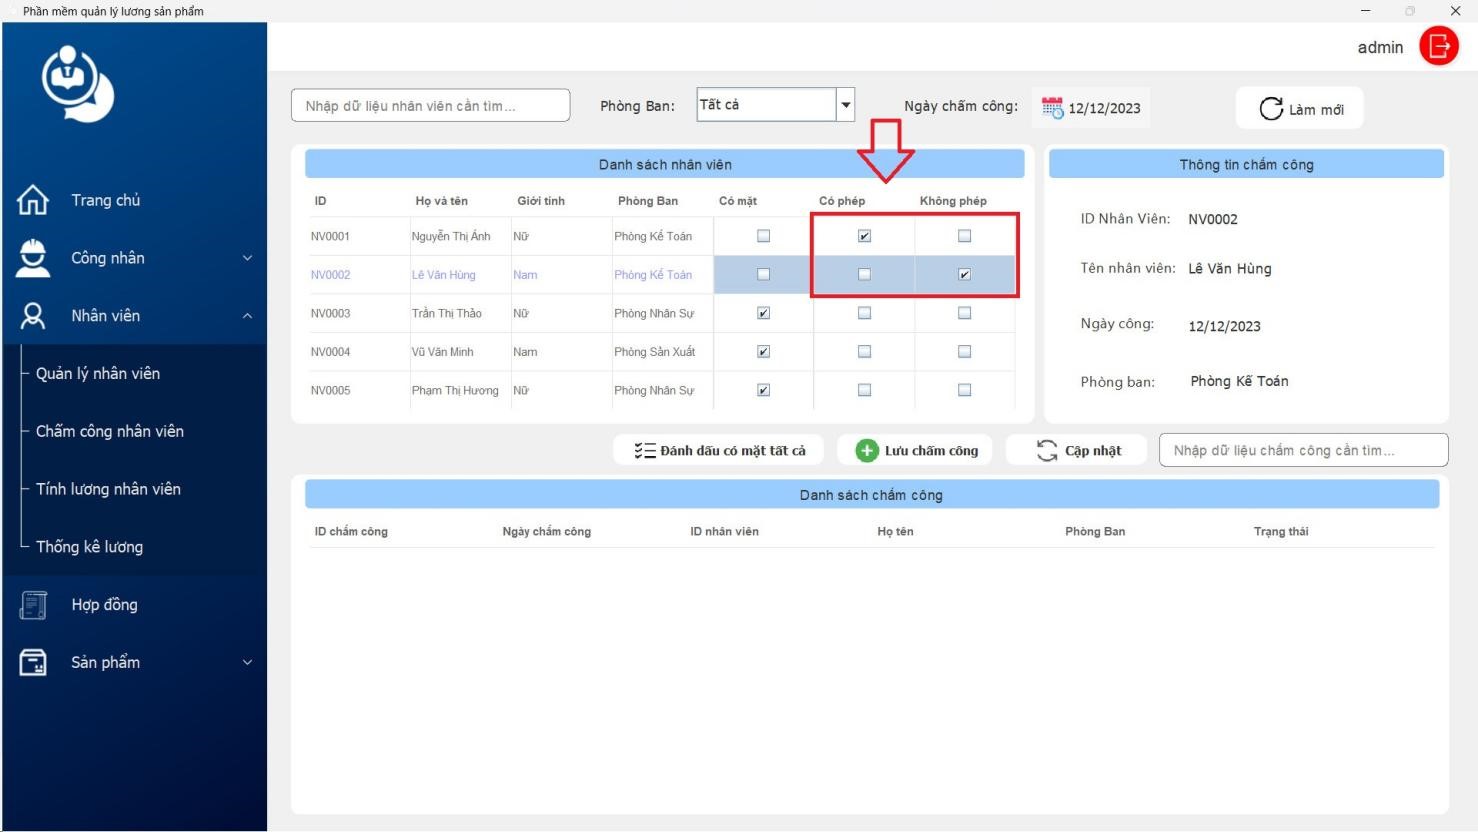 Phần mềm quản lý lương sản phẩm
admin
Nhập dữ liệu nhân viên cần tìm...
Phòng Ban:
Tất cả
Ngày chấm công:
12/12/2023
Làm mới
Trang chủ
Công nhân
Nhân viên
Quản lý nhân viên
Chấm công nhân viên
Tính lương nhân viên
Thống kê lương
Hợp đồng
Sản phẩm
Danh sách nhân viên
ID Họ và tên Giới tính Phòng Ban Có mặt Có phép Không phép
NV0001 Nguyễn Thị Ánh Nữ Phòng Kế Toán
NV0002 Lê Văn Hùng Nam Phòng Kế Toán
NV0003 Trần Thị Thảo Nữ Phòng Nhân Sự
NV0004 Vũ Văn Minh Nam Phòng Sản Xuất
NV0005 Phạm Thị Hương Nữ Phòng Nhân Sự
Thông tin chấm công
ID Nhân Viên: NV0002
Tên nhân viên: Lê Văn Hùng
Ngày công: 12/12/2023
Phòng ban: Phòng Kế Toán
Đánh dấu có mặt tất cả
Lưu chấm công
Cập nhật
Nhập dữ liệu chấm công cần tìm...
Danh sách chấm công
ID chấm công Ngày chấm công ID nhân viên Họ tên Phòng Ban Trạng thái